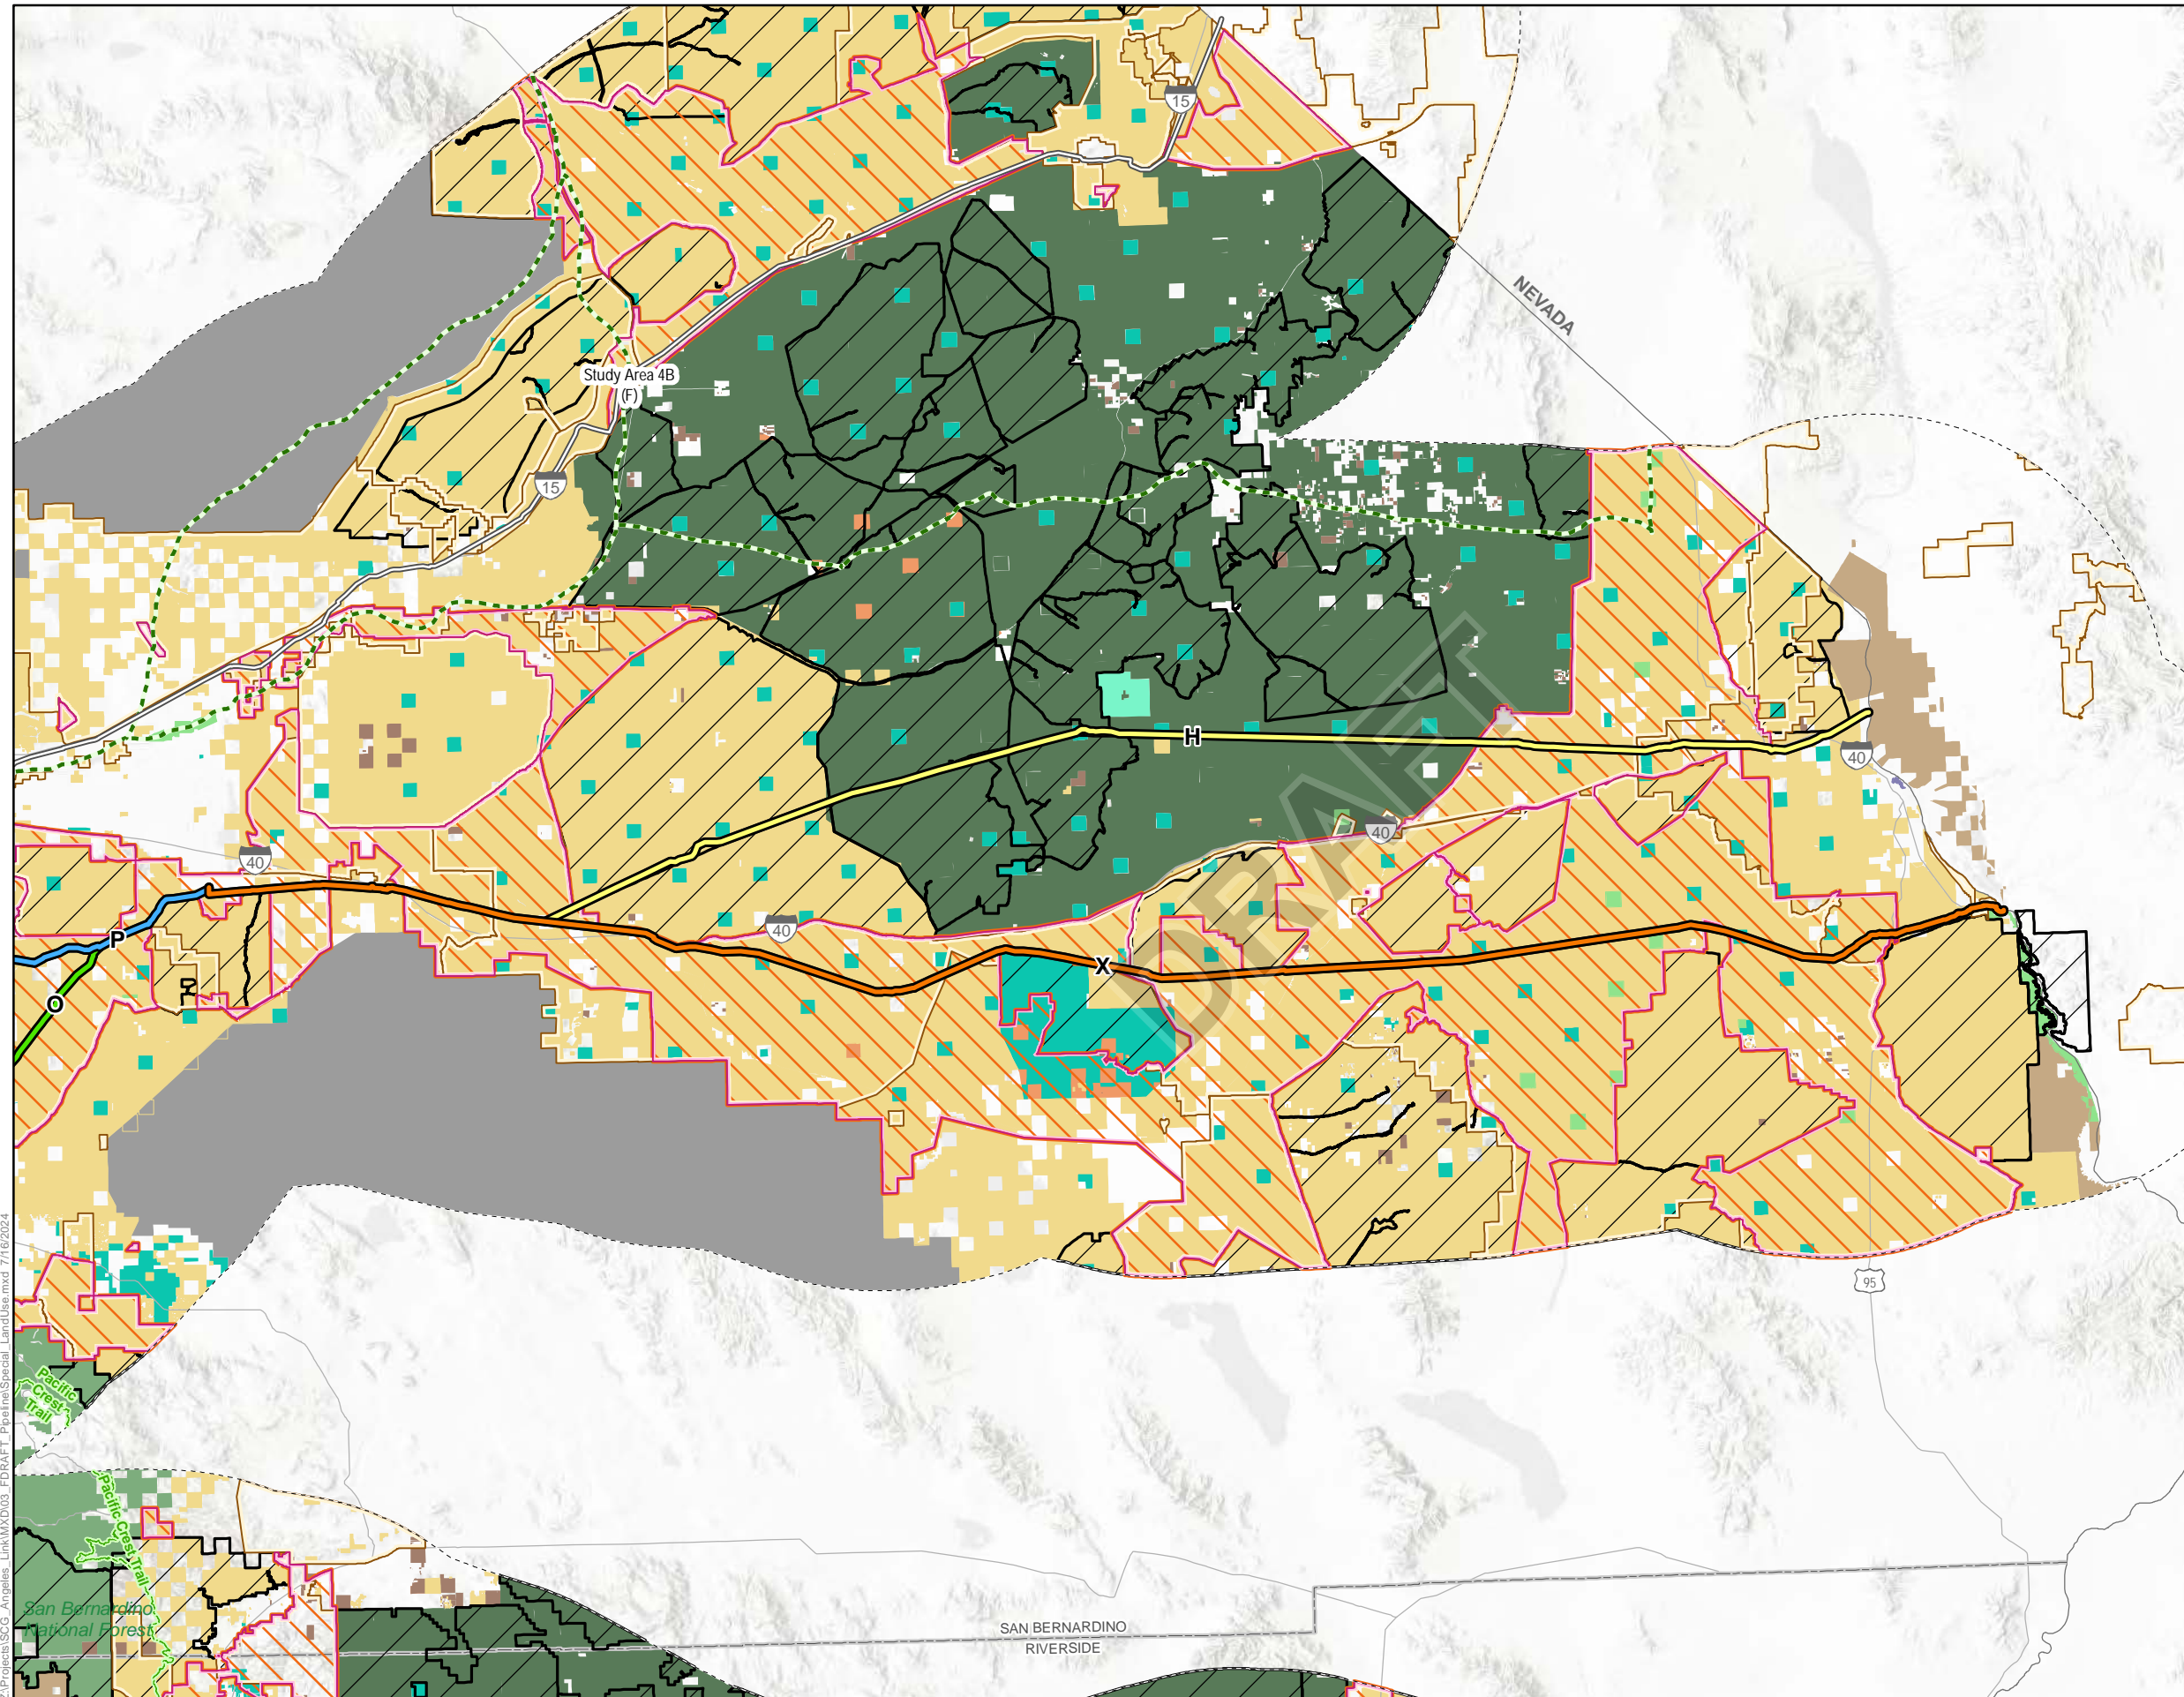 15
NEVADA
Study Area 4B
(F)
15
H
40
40
40
40
P
X
O
DRAFT
95
Pacific
Crest
Trail
Pacific Crest Trail
San Bernardino
National Forest
SAN BERNARDINO
RIVERSIDE
Z:\Projects\SCG_Angeles_Link\MXD\03_FDRAFT_Pipeline\Special_LandUse.mxd 7/16/2024